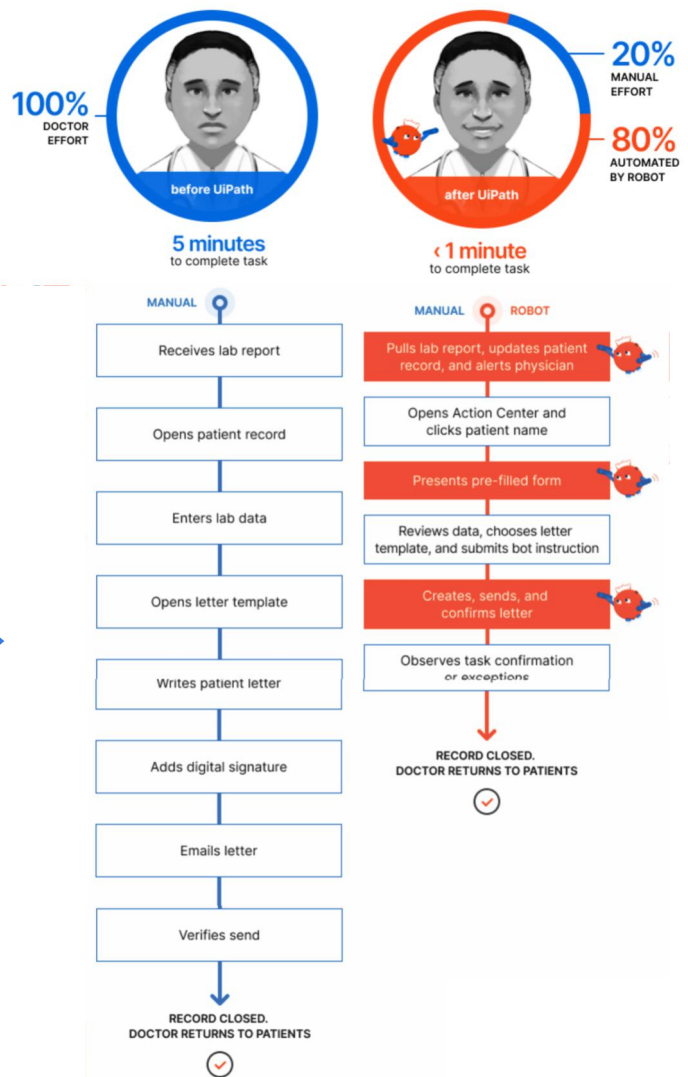 100%
DOCTOR
EFFORT
before UiPath
5 minutes
to complete task
20%
MANUAL
EFFORT
80%
AUTOMATED
BY ROBOT
after UiPath
‹ 1 minute
to complete task
MANUAL
Receives lab report
Opens patient record
Enters lab data
Opens letter template
Writes patient letter
Adds digital signature
Emails letter
Verifies send
RECORD CLOSED.
DOCTOR RETURNS TO PATIENTS
MANUAL ROBOT
Pulls lab report, updates patient
record, and alerts physician
Opens Action Center and
clicks patient name
Presents pre-filled form
Reviews data, chooses letter
template, and submits bot instruction
Creates, sends, and
confirms letter
Observes task confirmation
or exceptions
RECORD CLOSED.
DOCTOR RETURNS TO PATIENTS